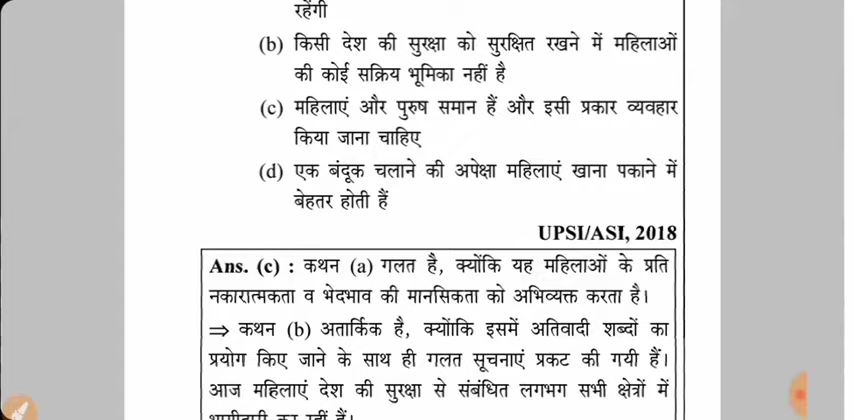 रहेंगी
(b) किसी देश की सुरक्षा को सुरक्षित रखने में महिलाओं
की कोई सक्रिय भूमिका नहीं है
(c) महिलाएं और पुरुष समान हैं और इसी प्रकार व्यवहार
किया जाना चाहिए
(d) एक बंदूक चलाने की अपेक्षा महिलाएं खाना पकाने में
बेहतर होती हैं
UPSI/ASI, 2018
Ans. (c) : कथन (a) गलत है, क्योंकि यह महिलाओं के प्रति
नकारात्मकता व भेदभाव की मानसिकता को अभिव्यक्त करता है।
⇒ कथन (b) अतार्किक है, क्योंाकि इसमें अतिवादी शब्दों का
प्रयोग किए जाने के साथ ही गलत सूचनाएं प्रकट की गयी हैं।
आज महिलाएं देश की सुरक्षा से संबंधित लगभग सभी क्षेत्रों में